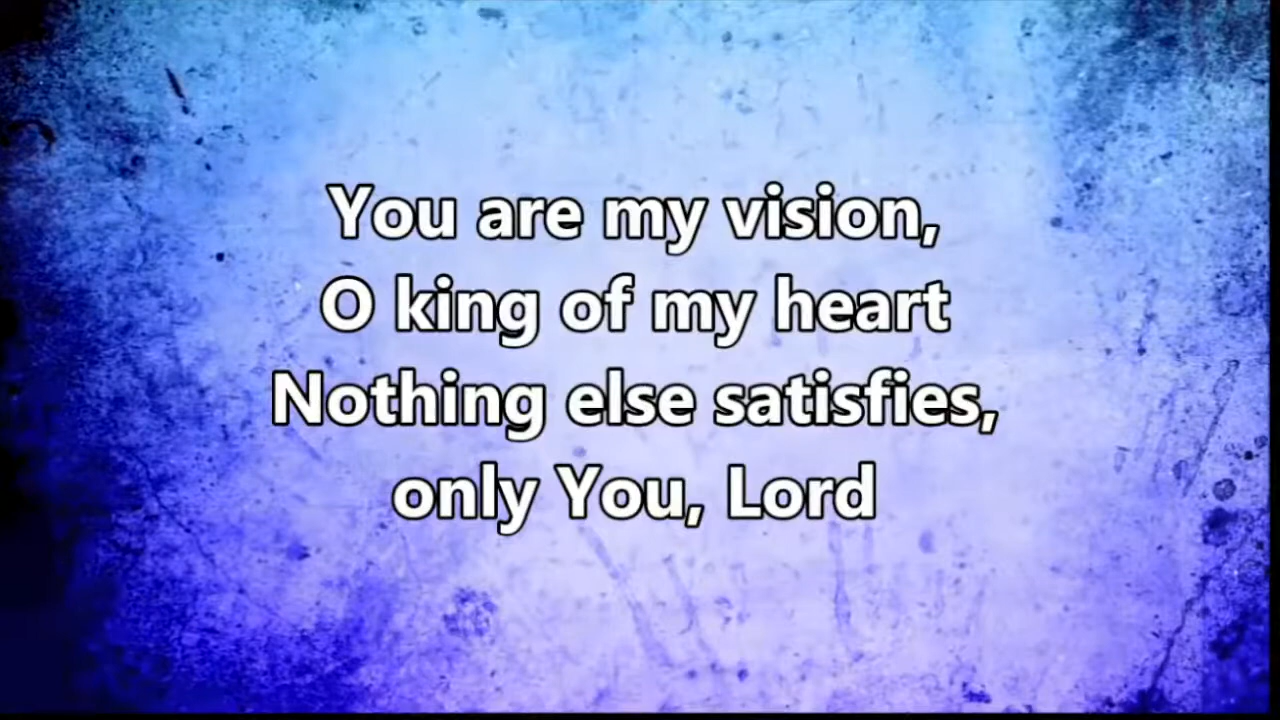 You are my vision,
O king of my heart
Nothing else satisfies,
only You, Lord